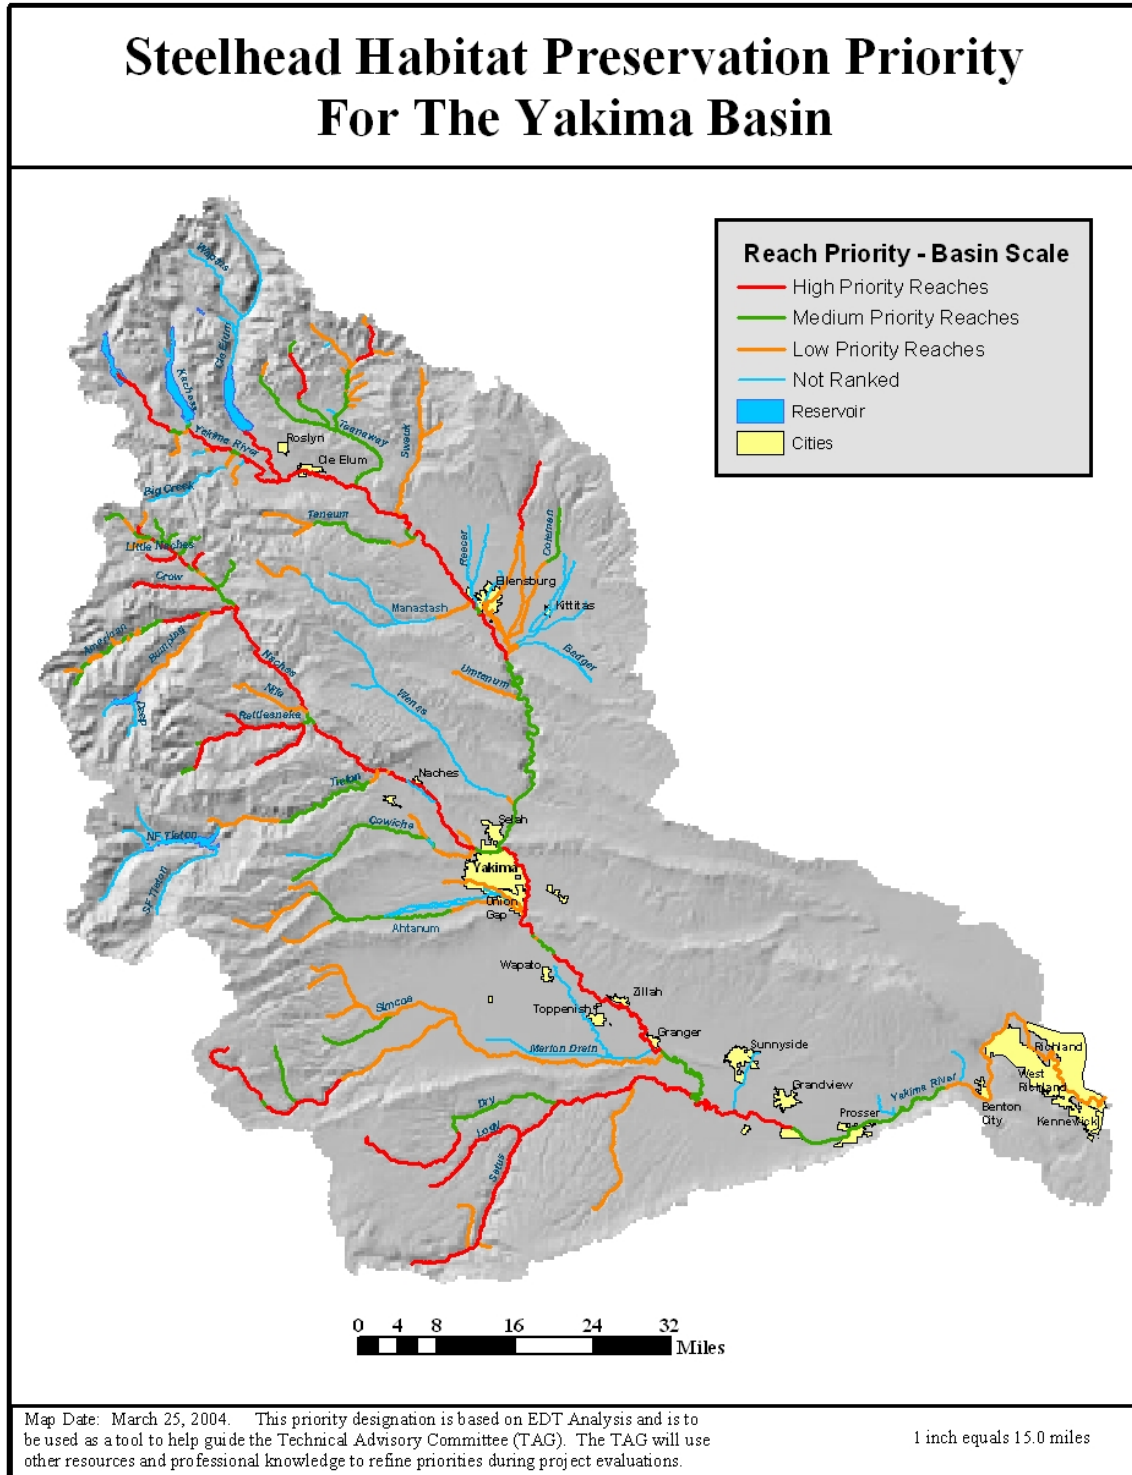 Steelhead Habitat Preservation Priority
For The Yakima Basin
Reach Priority - Basin Scale
High Priority Reaches
Medium Priority Reaches
Low Priority Reaches
Not Ranked
Reservoir
Cities
Waptus
Cle Elum
Kachess
Yakima River
Roslyn
Cle Elum
Teanaway
Swauk
Big Creek
Taneum
Little Naches
Crow
Reecer
Coleman
Ellensburg
Kittitas
Manastash
Badger
American
Bumping
Naches
Umtanum
Wenas
Nile
Deep
Rattlesnake
Tieton
Naches
Cowiche
Selah
NF Tieton
SF Tieton
Yakima
Union
Gap
Ahtanum
Wapato
Zillah
Toppenish
Simcoe
Granger
Marion Drain
Sunnyside
Grandview
Prosser
Yakima River
Richland
West
Richland
Benton
City
Kennewick
Dry
Logy
Satus
0 4 8 16 24 32
Miles
Map Date: March 25, 2004. This priority designation is based on EDT Analysis and is to
be used as a tool to help guide the Technical Advisory Committee (TAG). The TAG will use
other resources and professional knowledge to refine priorities during project evaluations.
1 inch equals 15.0 miles